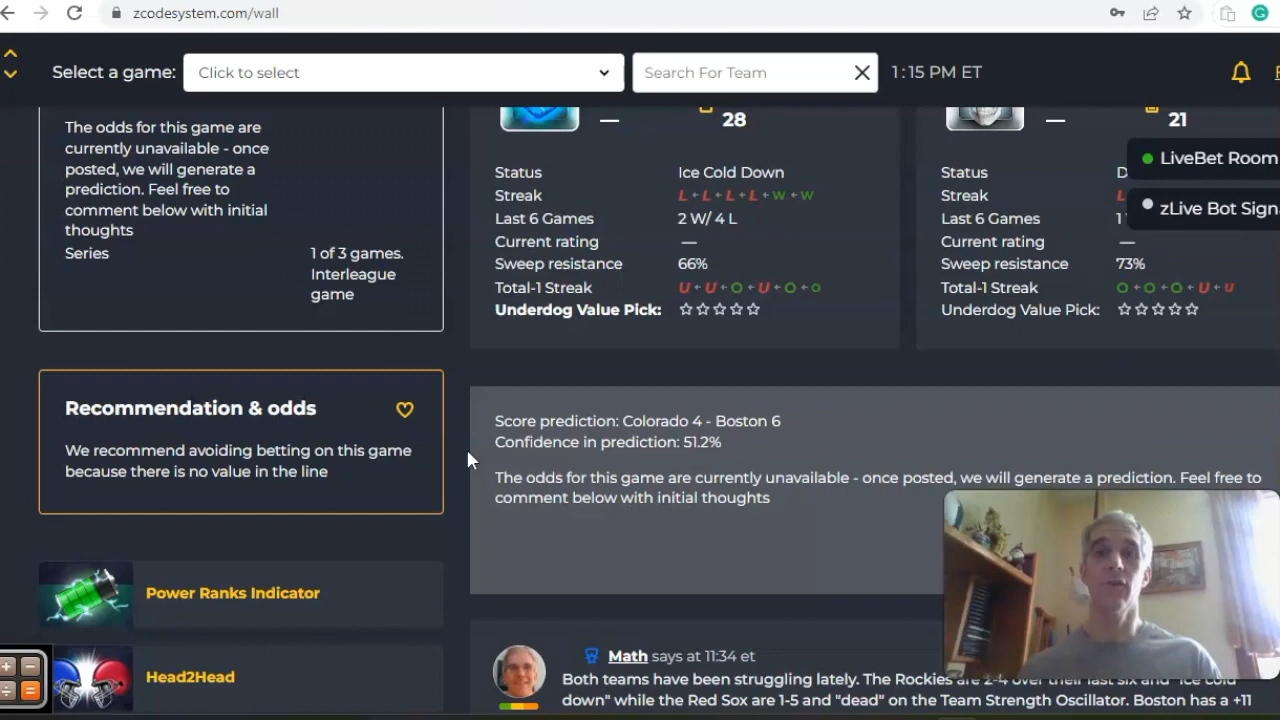 zcodesystem.com/wall
Select a game:
Click to select
Search For Team
1:15 PM ET
The odds for this game are
currently unavailable - once
posted, we will generate a
prediction. Feel free to
comment below with initial
thoughts
Series
1 of 3 games.
Interleague
game
—
28
Status
Ice Cold Down
Streak
L L L L W W
Last 6 Games
2 W/ 4 L
Current rating
—
Sweep resistance
66%
Total-1 Streak
U U O U O O
Underdog Value Pick:
—
21
Status
D
Streak
L
Last 6 Games
1
Current rating
—
Sweep resistance
73%
Total-1 Streak
O O O U U
Underdog Value Pick:
LiveBet Room
zLive Bot Sign
Recommendation & odds
We recommend avoiding betting on this game
because there is no value in the line
Score prediction: Colorado 4 - Boston 6
Confidence in prediction: 51.2%
The odds for this game are currently unavailable - once posted, we will generate a prediction. Feel free to
comment below with initial thoughts
Power Ranks Indicator
Head2Head
Math says at 11:34 et
Both teams have been struggling lately. The Rockies are 2-4 over their last six and "ice cold
down" while the Red Sox are 1-5 and "dead" on the Team Strength Oscillator. Boston has a +11